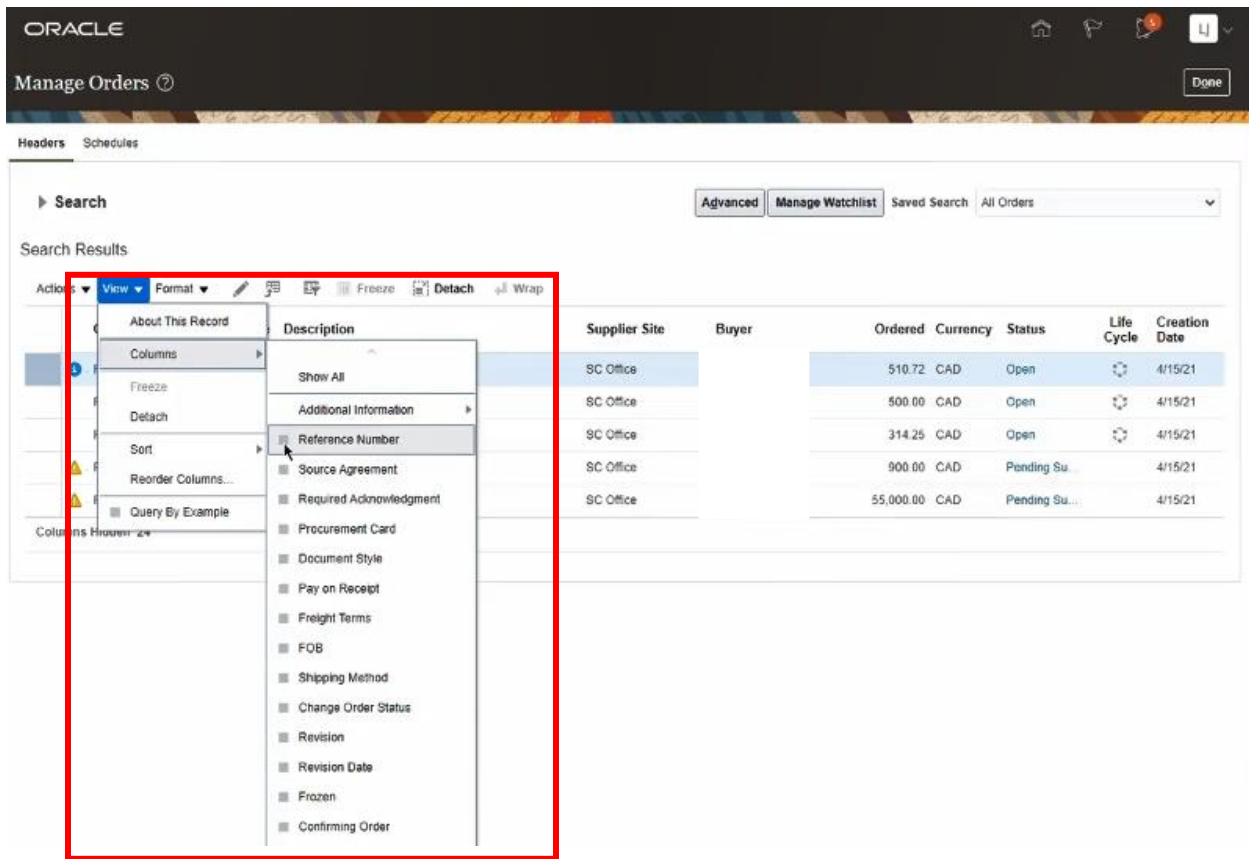 ORACLE
5
LJ
Manage Orders ?
Done
Headers Schedules
Search
Advanced Manage Watchlist Saved Search All Orders
Search Results
Actions View Format Freeze Detach Wrap
About This Record
Description Supplier Site Buyer Ordered Currency Status Life Cycle Creation Date
Columns
Show All
SC Office 510.72 CAD Open 4/15/21
Freeze
Additional Information
SC Office 500.00 CAD Open 4/15/21
Detach
Reference Number
SC Office 314.25 CAD Open 4/15/21
Sort
Source Agreement
SC Office 900.00 CAD Pending Su...
4/15/21
Reorder Columns...
Required Acknowledgment
SC Office 55,000.00 CAD Pending Su...
4/15/21
Query By Example
Procurement Card
Columns Hidden 24
Document Style
Pay on Receipt
Freight Terms
FOB
Shipping Method
Change Order Status
Revision
Revision Date
Frozen
Confirming Order